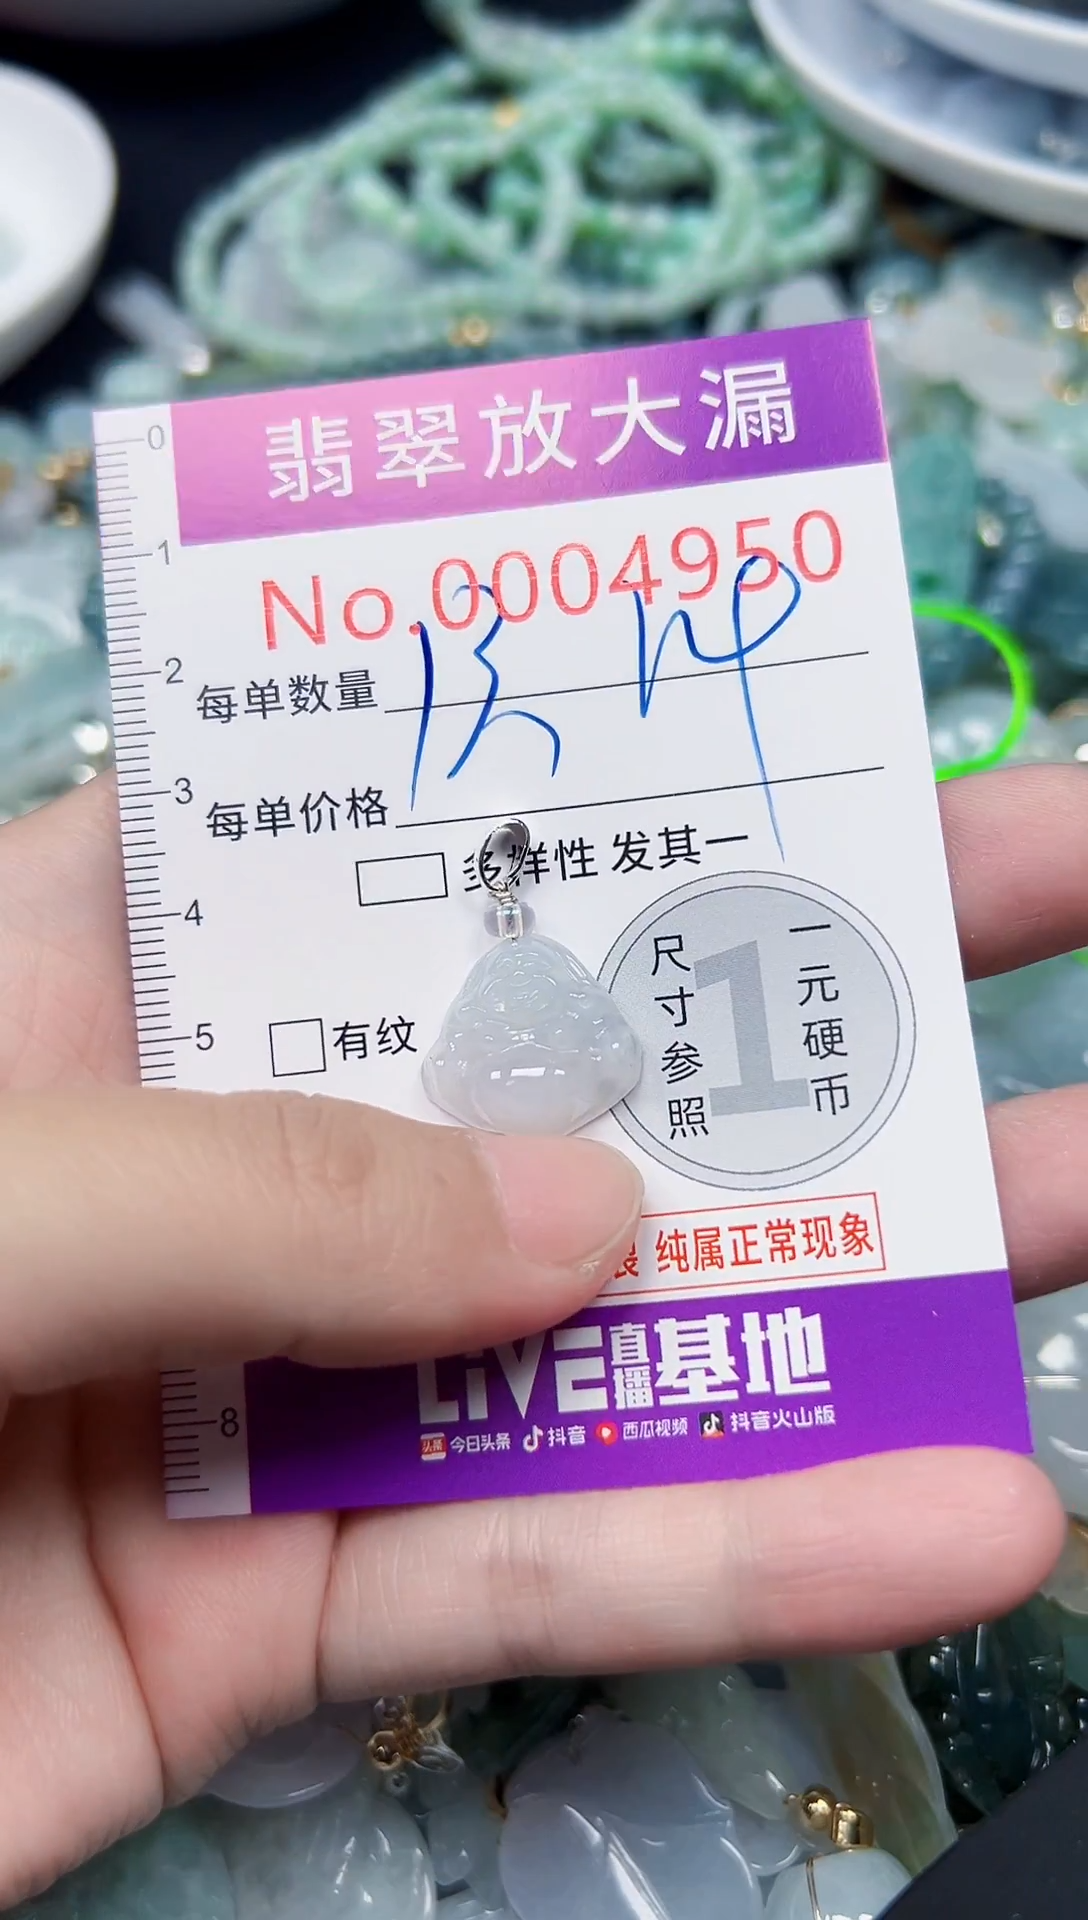 翡翠放大漏
No.0004950
每单数量
每单价格
多样性 发其一
有纹
尺寸参照
1
一元硬币
纯属正常现象
LiVE直播基地
头条 今日头条 抖音 西瓜视频 抖音火山版
0
1
2
3
4
5
8